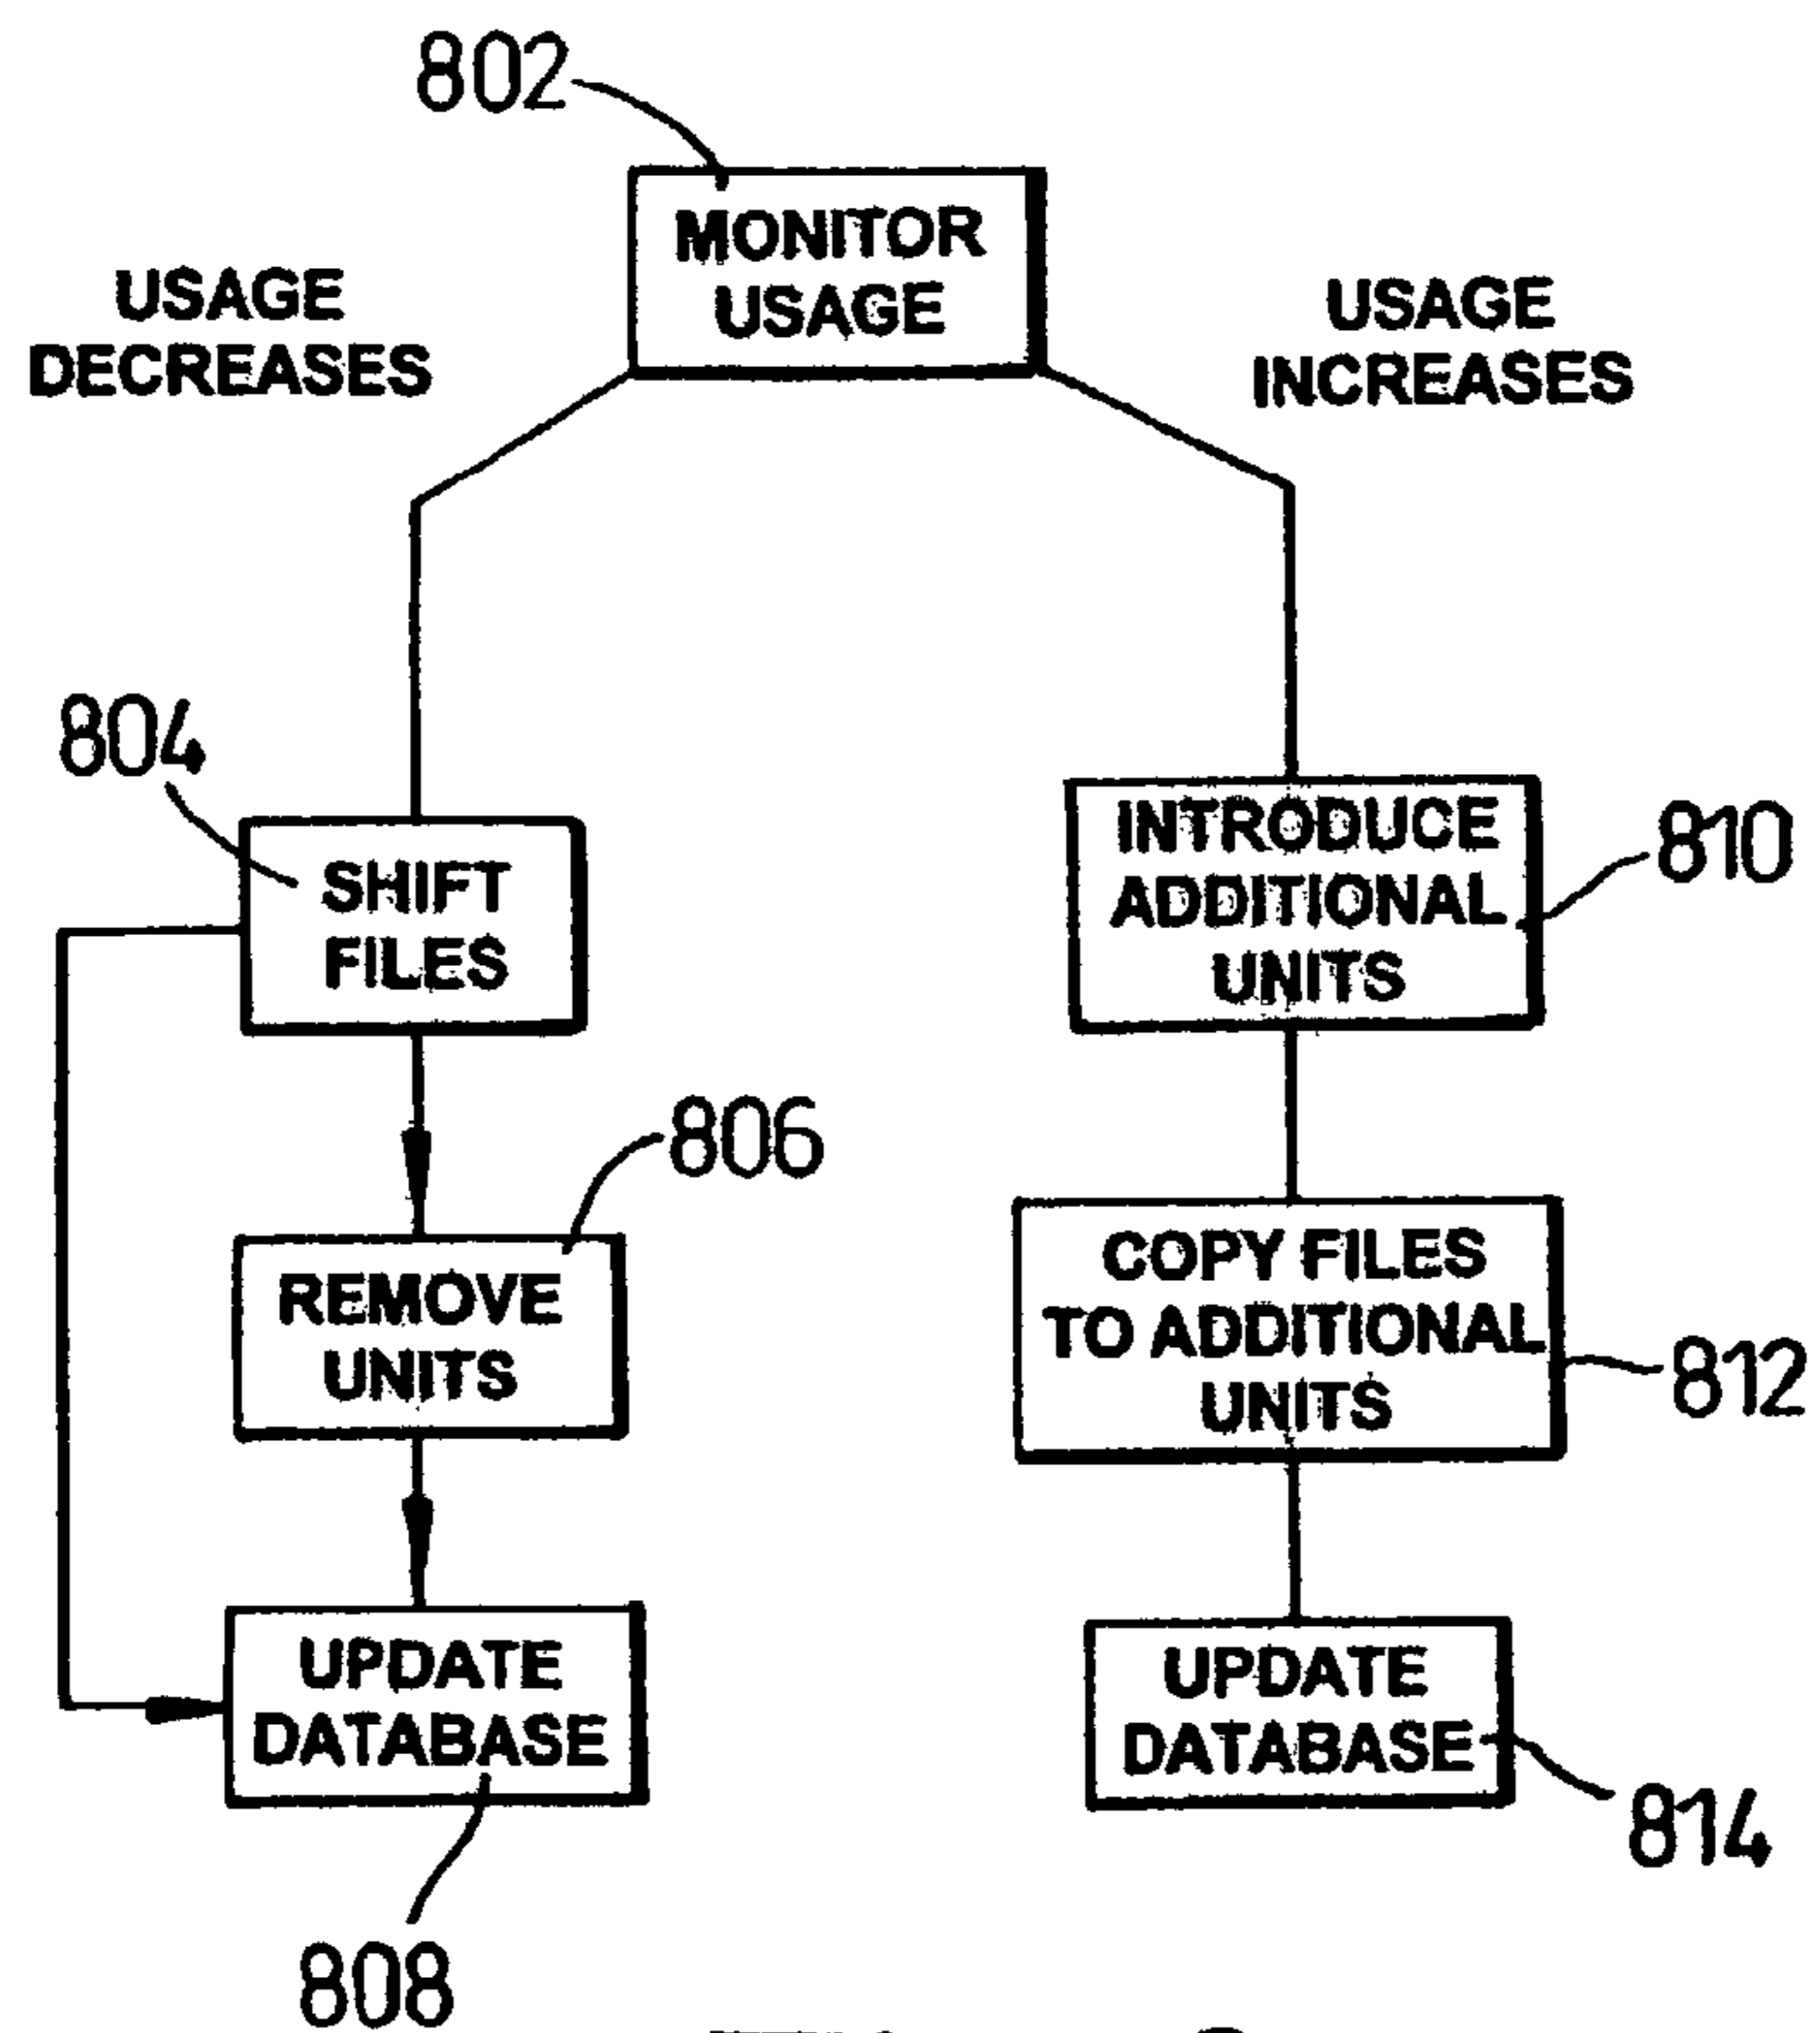 802
MONITOR
USAGE
USAGE
DECREASES
USAGE
INCREASES
804
SHIFT
FILES
INTRODUCE
ADDITIONAL
UNITS
810
806
REMOVE
UNITS
COPY FILES
TO ADDITIONAL
UNITS
812
UPDATE
DATABASE
UPDATE
DATABASE
814
808